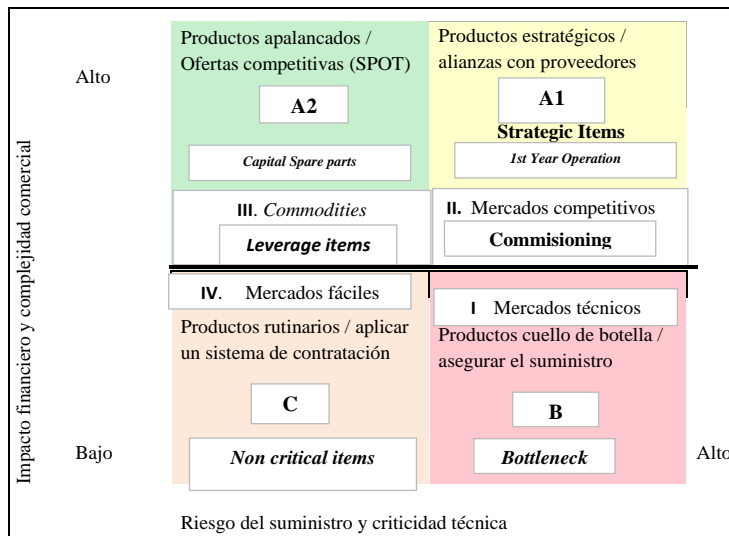 Impacto financiero y complejidad comercial
Alto
Productos apalancados /
Ofertas competitivas (SPOT)
A2
Capital Spare parts
III. Commodities
Leverage items
Productos estratégicos /
alianzas con proveedores
A1
Strategic Items
1st Year Operation
II. Mercados competitivos
Commisioning
IV. Mercados fáciles
Productos rutinarios / aplicar
un sistema de contratación
C
Non critical items
I Mercados técnicos
Productos cuello de botella /
asegurar el suministro
B
Bottleneck
Bajo
Alto
Riesgo del suministro y criticidad técnica